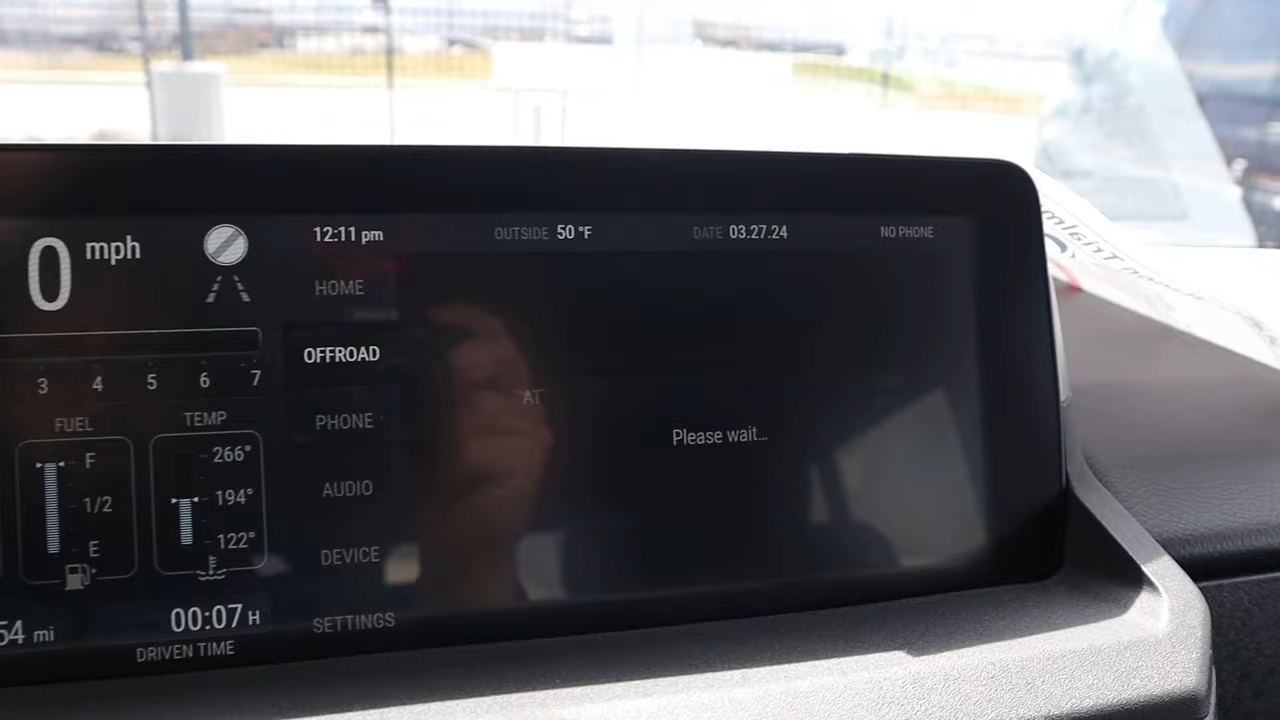 0 mph
12:11 pm
OUTSIDE 50 °F
DATE 03.27.24
NO PHONE
HOME
OFFROAD
PHONE
AUDIO
DEVICE
SETTINGS
3 4 5 6 7
FUEL
F
1/2
E
TEMP
266°
194°
122°
AT
Please wait...
54 mi
00:07 H
DRIVEN TIME